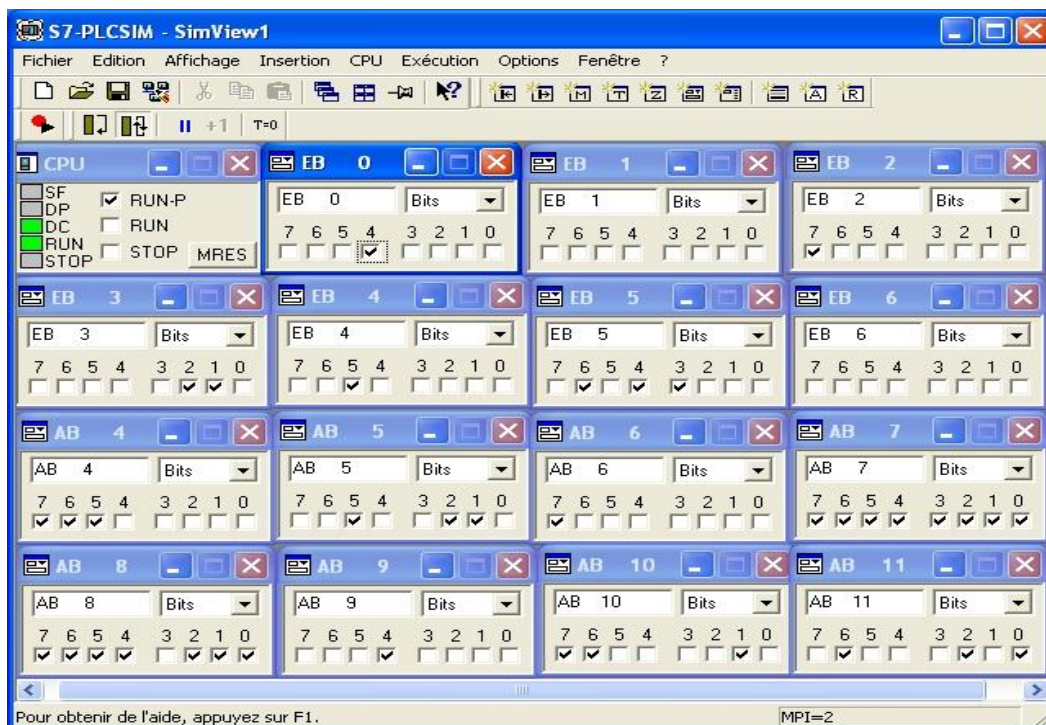 S7-PLCSIM - SimView1
Fichier Edition Affichage Insertion CPU Exécution Options Fenêtre ?
+1 T=0
CPU
SF
DP
DC
RUN
STOP
RUN-P
RUN
STOP
MRES
EB 0
EB 0 Bits
7 6 5 4 3 2 1 0
EB 1
EB 1 Bits
7 6 5 4 3 2 1 0
EB 2
EB 2 Bits
7 6 5 4 3 2 1 0
EB 3
EB 3 Bits
7 6 5 4 3 2 1 0
EB 4
EB 4 Bits
7 6 5 4 3 2 1 0
EB 5
EB 5 Bits
7 6 5 4 3 2 1 0
EB 6
EB 6 Bits
7 6 5 4 3 2 1 0
AB 4
AB 4 Bits
7 6 5 4 3 2 1 0
AB 5
AB 5 Bits
7 6 5 4 3 2 1 0
AB 6
AB 6 Bits
7 6 5 4 3 2 1 0
AB 7
AB 7 Bits
7 6 5 4 3 2 1 0
AB 8
AB 8 Bits
7 6 5 4 3 2 1 0
AB 9
AB 9 Bits
7 6 5 4 3 2 1 0
AB 10
AB 10 Bits
7 6 5 4 3 2 1 0
AB 11
AB 11 Bits
7 6 5 4 3 2 1 0
Pour obtenir de l'aide, appuyez sur F1. MPI=2